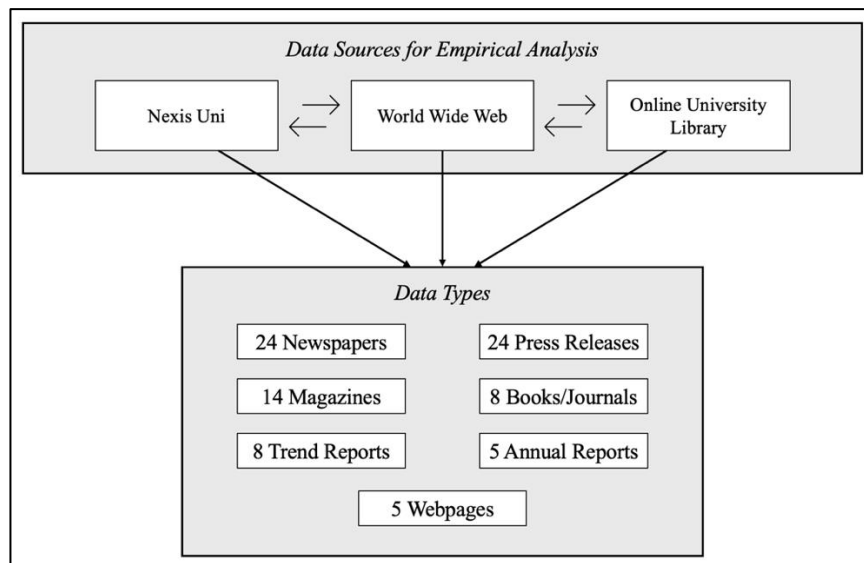 Data Sources for Empirical Analysis
Nexis Uni
World Wide Web
Online University
Library
Data Types
24 Newspapers
24 Press Releases
14 Magazines
8 Books/Journals
8 Trend Reports
5 Annual Reports
5 Webpages